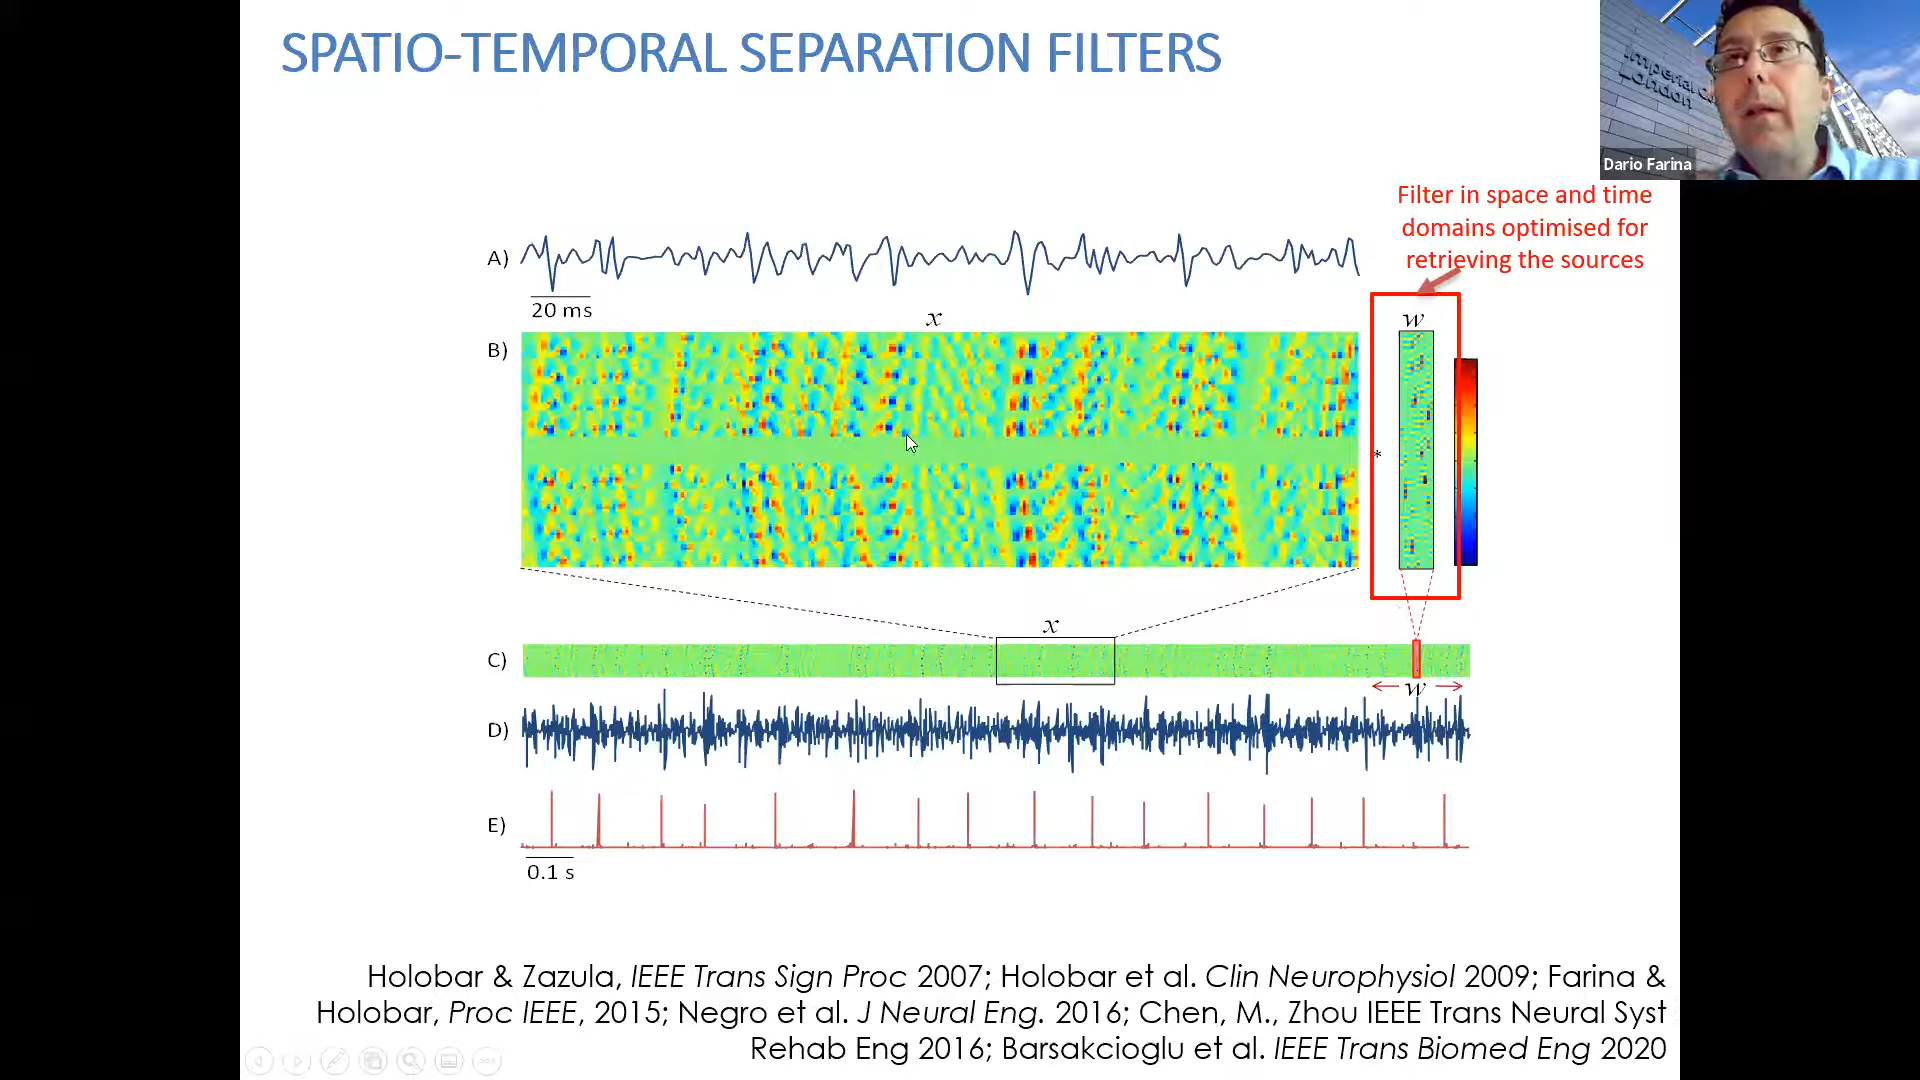 SPATIO-TEMPORAL SEPARATION FILTERS
Imperial
London
Dario Farina
Filter in space and time
domains optimised for
retrieving the sources
A)
20 ms
x
w
B)
*
x
C)
w
D)
E)
0.1 s
Holobar & Zazula, IEEE Trans Sign Proc 2007; Holobar et al. Clin Neurophysiol 2009; Farina &
Holobar, Proc IEEE, 2015; Negro et al. J Neural Eng. 2016; Chen, M., Zhou IEEE Trans Neural Syst
Rehab Eng 2016; Barsakcioglu et al. IEEE Trans Biomed Eng 2020